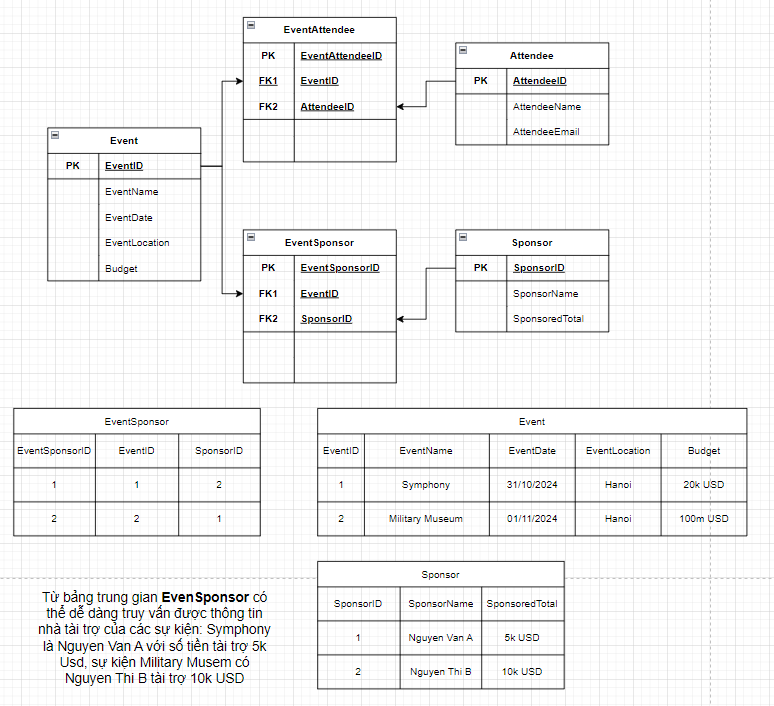 EventAttendee
PK EventAttendeeID
FK1 EventID
FK2 AttendeeID
Attendee
PK AttendeeID
AttendeeName
AttendeeEmail
Event
PK EventID
EventName
EventDate
EventLocation
Budget
EventSponsor
PK EventSponsorID
FK1 EventID
FK2 SponsorID
Sponsor
PK SponsorID
SponsorName
SponsoredTotal
EventSponsor
EventSponsorID EventID SponsorID
1 1 2
2 2 1
Event
EventID EventName EventDate EventLocation Budget
1 Symphony 31/10/2024 Hanoi 20k USD
2 Military Museum 01/11/2024 Hanoi 100m USD
Từ bảng trung gian EvenSponsor có
thể dễ dàng truy vấn được thông tin
nhà tài trợ của các sự kiện: Symphony
là Nguyen Van A với số tiền tài trợ 5k
Usd, sự kiện Military Musem có
Nguyen Thi B tài trợ 10k USD
Sponsor
SponsorID SponsorName SponsoredTotal
1 Nguyen Van A 5k USD
2 Nguyen Thi B 10k USD